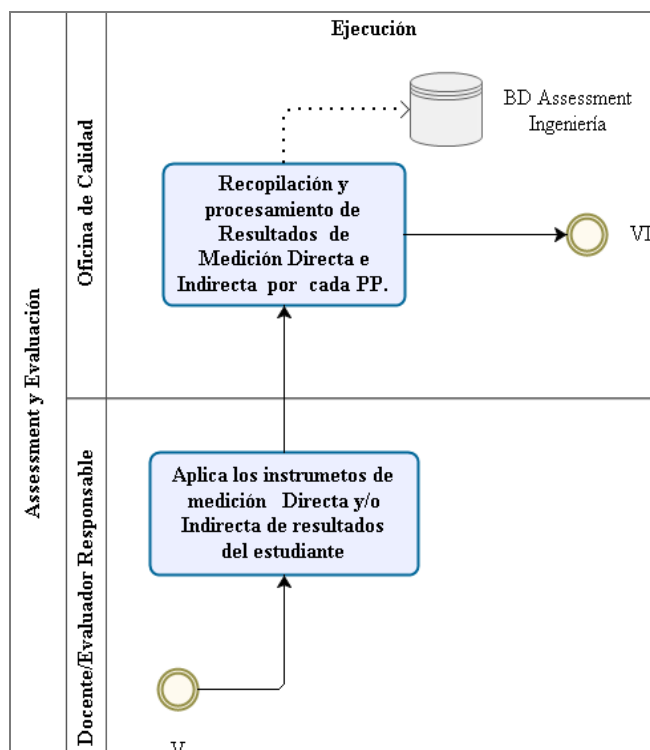 Ejecución
Assessment y Evaluación
Oficina de Calidad
BD Assessment
Ingeniería
Recopilación y
procesamiento de
Resultados de
Medición Directa e
Indirecta por cada PP.
VI
Docente/Evaluador Responsable
Aplica los instrumetos de
medición Directa y/o
Indirecta de resultados
del estudiante
V